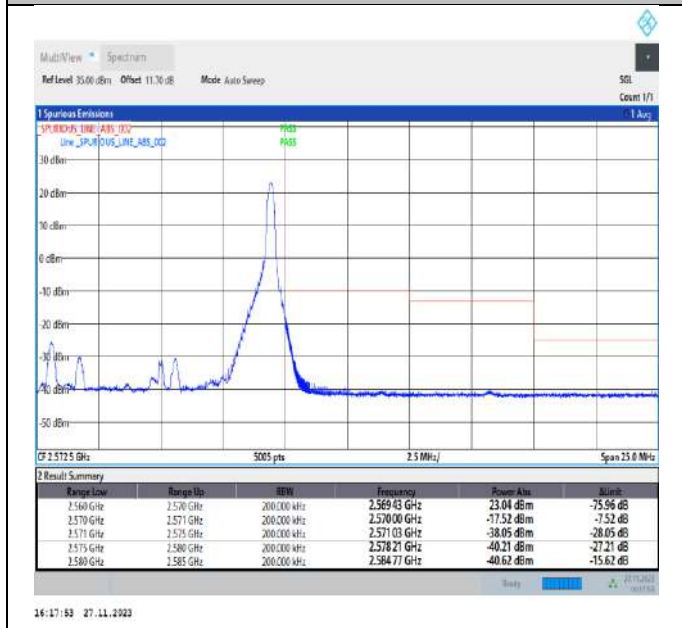 MultiView Spectrum
Ref Level 35.00 dBm Offset 11.70 dB Mode Auto Sweep SGL
Count 1/1
1 Spurious Emissions 1 Avg
_SPURIOUS_LINE_ABS_002 PASS
Line _SPURIOUS_LINE_ABS_002 PASS
30 dBm
20 dBm
10 dBm
0 dBm
-10 dBm
-20 dBm
-30 dBm
-40 dBm
-50 dBm
CF 2.5725 GHz 5005 pts 2.5 MHz/ Span 25.0 MHz
2 Result Summary
Range Low Range Up RBW Frequency Power Abs ΔLimit
2.560 GHz 2.570 GHz 200.000 kHz 2.56943 GHz 23.04 dBm -75.96 dB
2.570 GHz 2.571 GHz 200.000 kHz 2.57000 GHz -17.52 dBm -7.52 dB
2.571 GHz 2.575 GHz 200.000 kHz 2.57103 GHz -38.05 dBm -28.05 dB
2.575 GHz 2.580 GHz 200.000 kHz 2.57821 GHz -40.21 dBm -27.21 dB
2.580 GHz 2.585 GHz 200.000 kHz 2.58477 GHz -40.62 dBm -15.62 dB
Ready 27.11.2023
16:17:53 27.11.2023